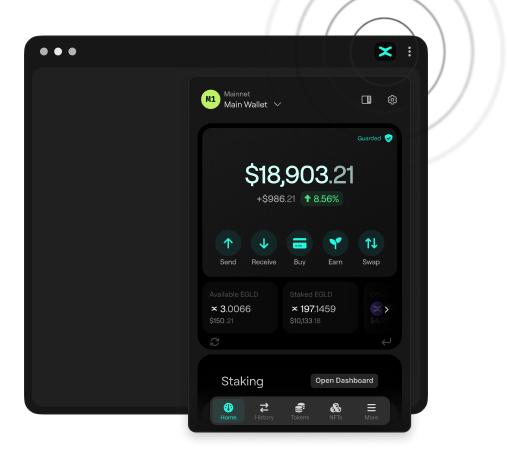 M1
Mainnet
Main Wallet
Guarded
$18,903.21
+$986.21 8.56%
Send Receive Buy Earn Swap
Available EGLD Staked EGLD
3.0066 197.1459
$150.21 $10,133.18
Staking Open Dashboard
Home History Tokens NFTs More